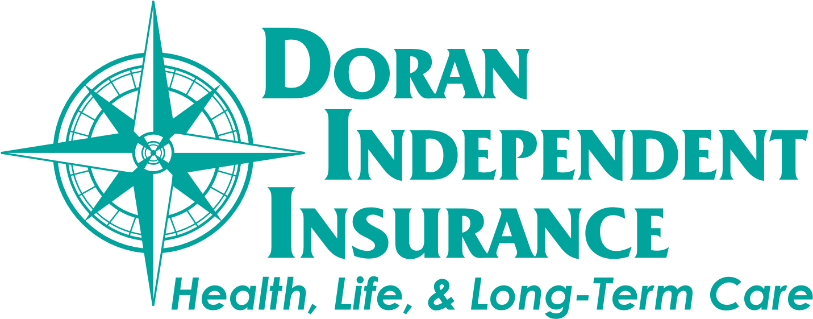 DORAN
INDEPENDENT
INSURANCE
Health, Life, & Long-Term Care